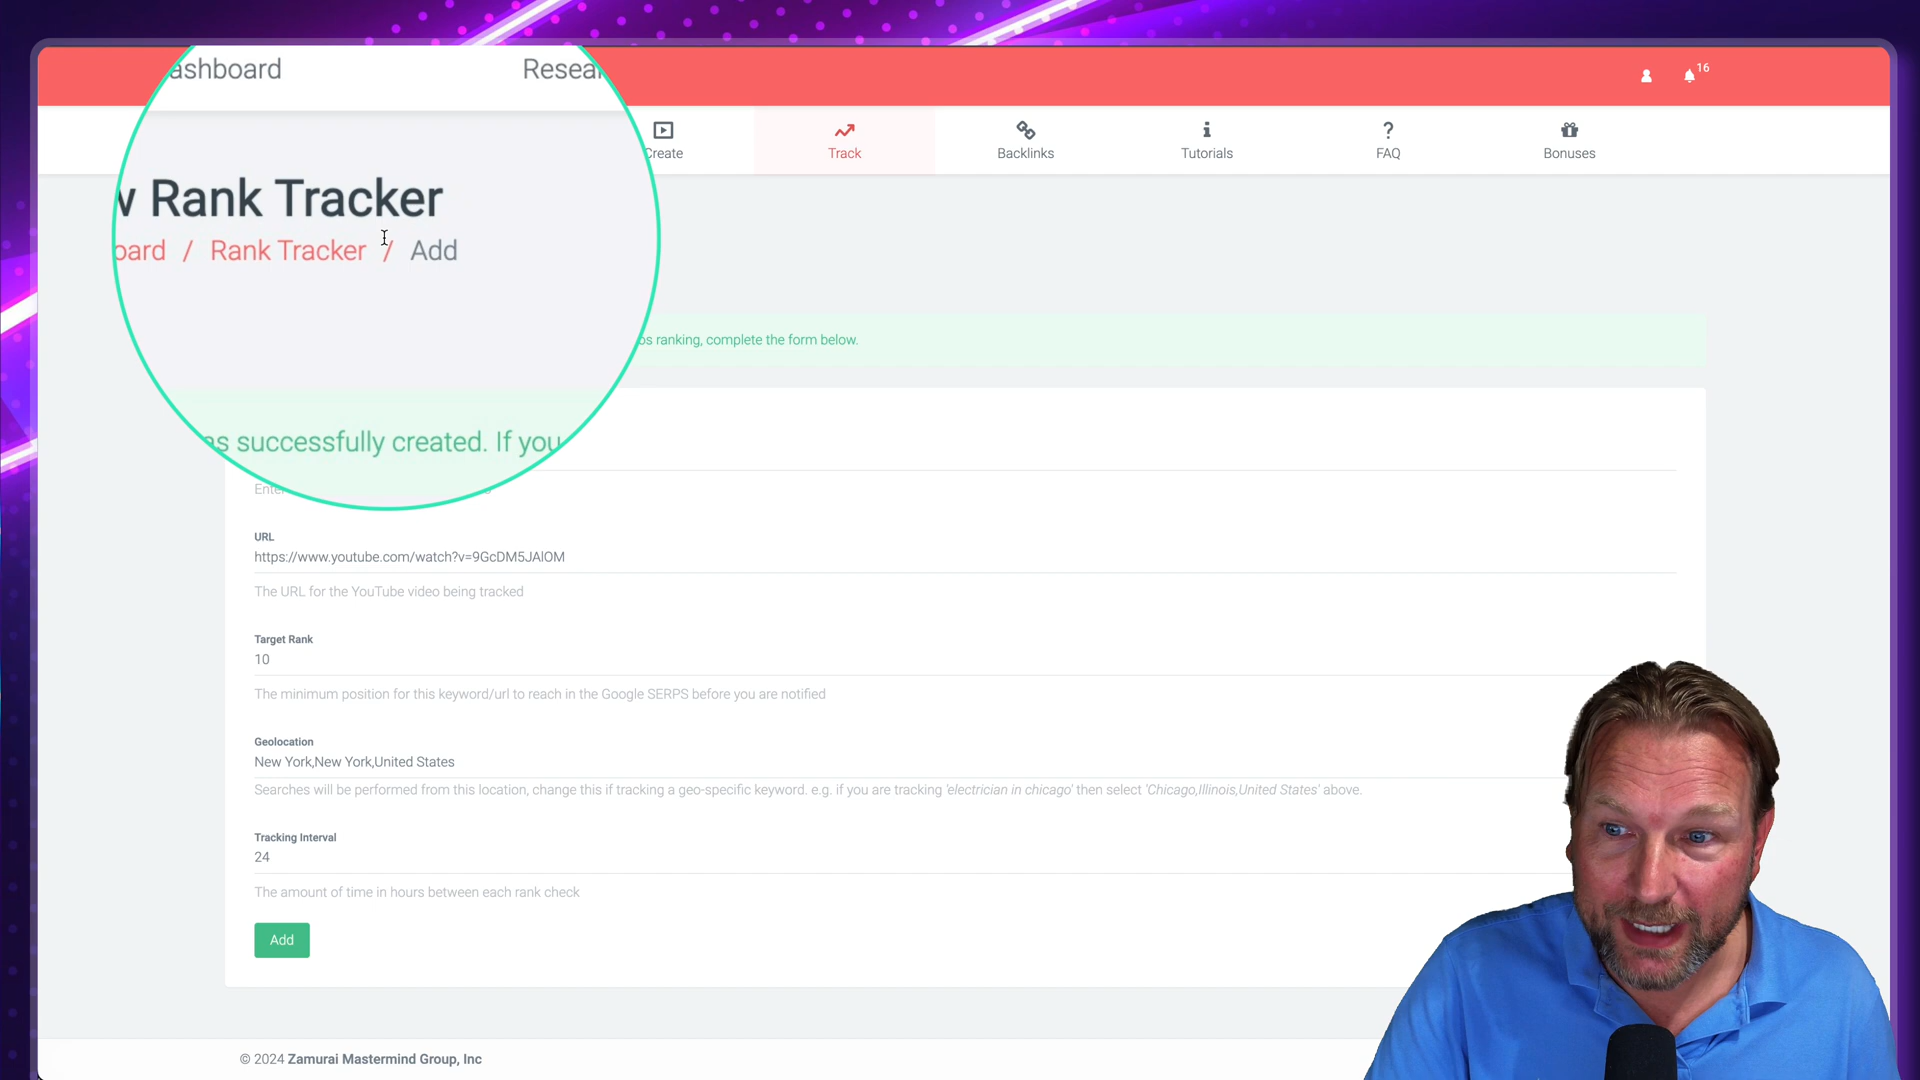 ashboard
Resear
16
Create
Track
Backlinks
Tutorials
FAQ
Bonuses
w Rank Tracker
oard / Rank Tracker / Add
os ranking, complete the form below.
as successfully created. If you
URL
https://www.youtube.com/watch?v=9GcDM5JAlOM
The URL for the YouTube video being tracked
Target Rank
10
The minimum position for this keyword/url to reach in the Google SERPS before you are notified
Geolocation
New York,New York,United States
Searches will be performed from this location, change this if tracking a geo-specific keyword. e.g. if you are tracking 'electrician in chicago' then select 'Chicago,Illinois,United States' above.
Tracking Interval
24
The amount of time in hours between each rank check
Add
© 2024 Zamurai Mastermind Group, Inc